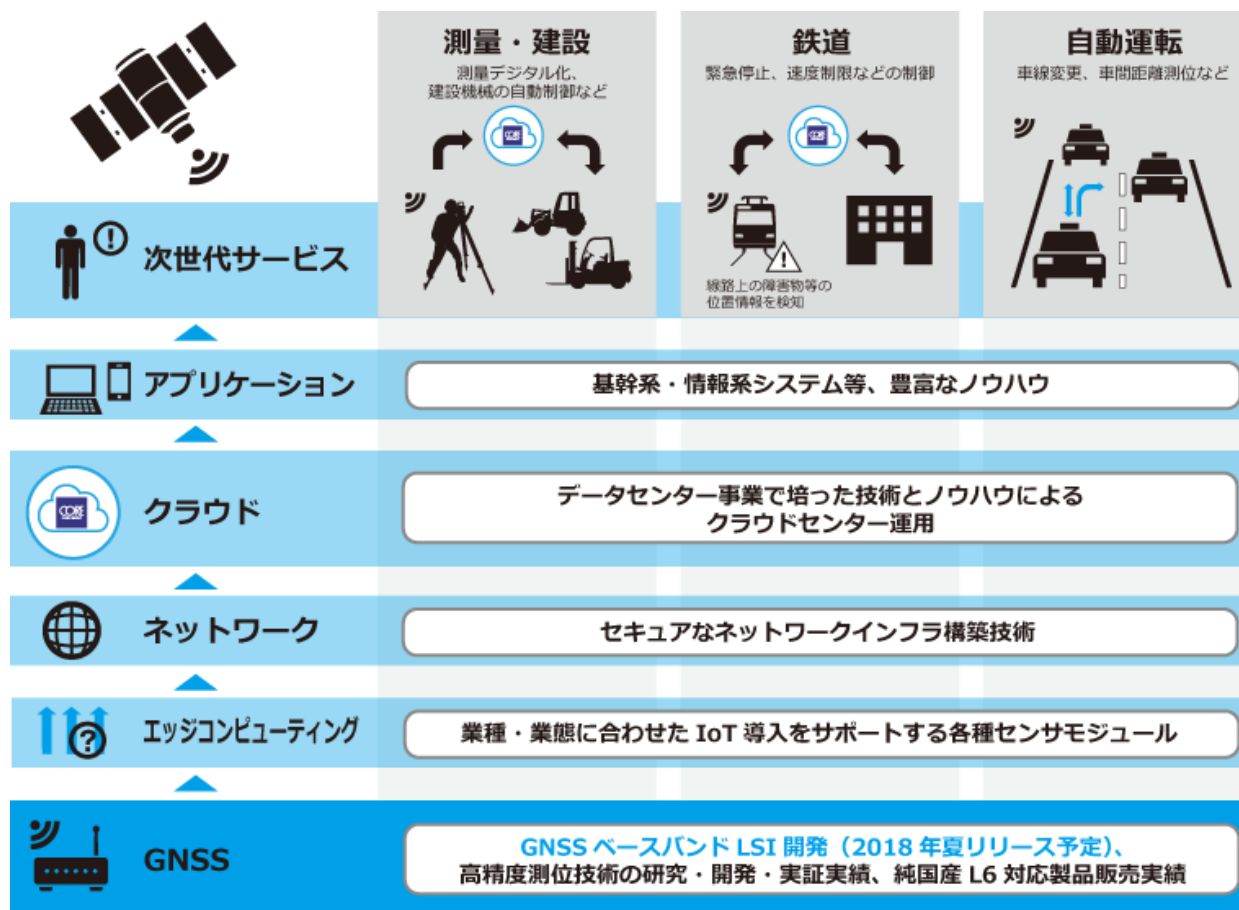 測量・建設
測量デジタル化、
建設機械の自動制御など
鉄道
緊急停止、速度制限などの制御
自動運転
車線変更、車間距離測位など
CORE
CORE
線路上の障害物等の
位置情報を検知
次世代サービス
アプリケーション
基幹系・情報系システム等、豊富なノウハウ
CORE
クラウド
データセンター事業で培った技術とノウハウによる
クラウドセンター運用
ネットワーク
セキュアなネットワークインフラ構築技術
エッジコンピューティング
業種・業態に合わせた IoT 導入をサポートする各種センサモジュール
GNSS
GNSS ベースバンド LSI 開発（2018 年夏リリース予定）、
高精度測位技術の研究・開発・実証実績、純国産 L6 対応製品販売実績